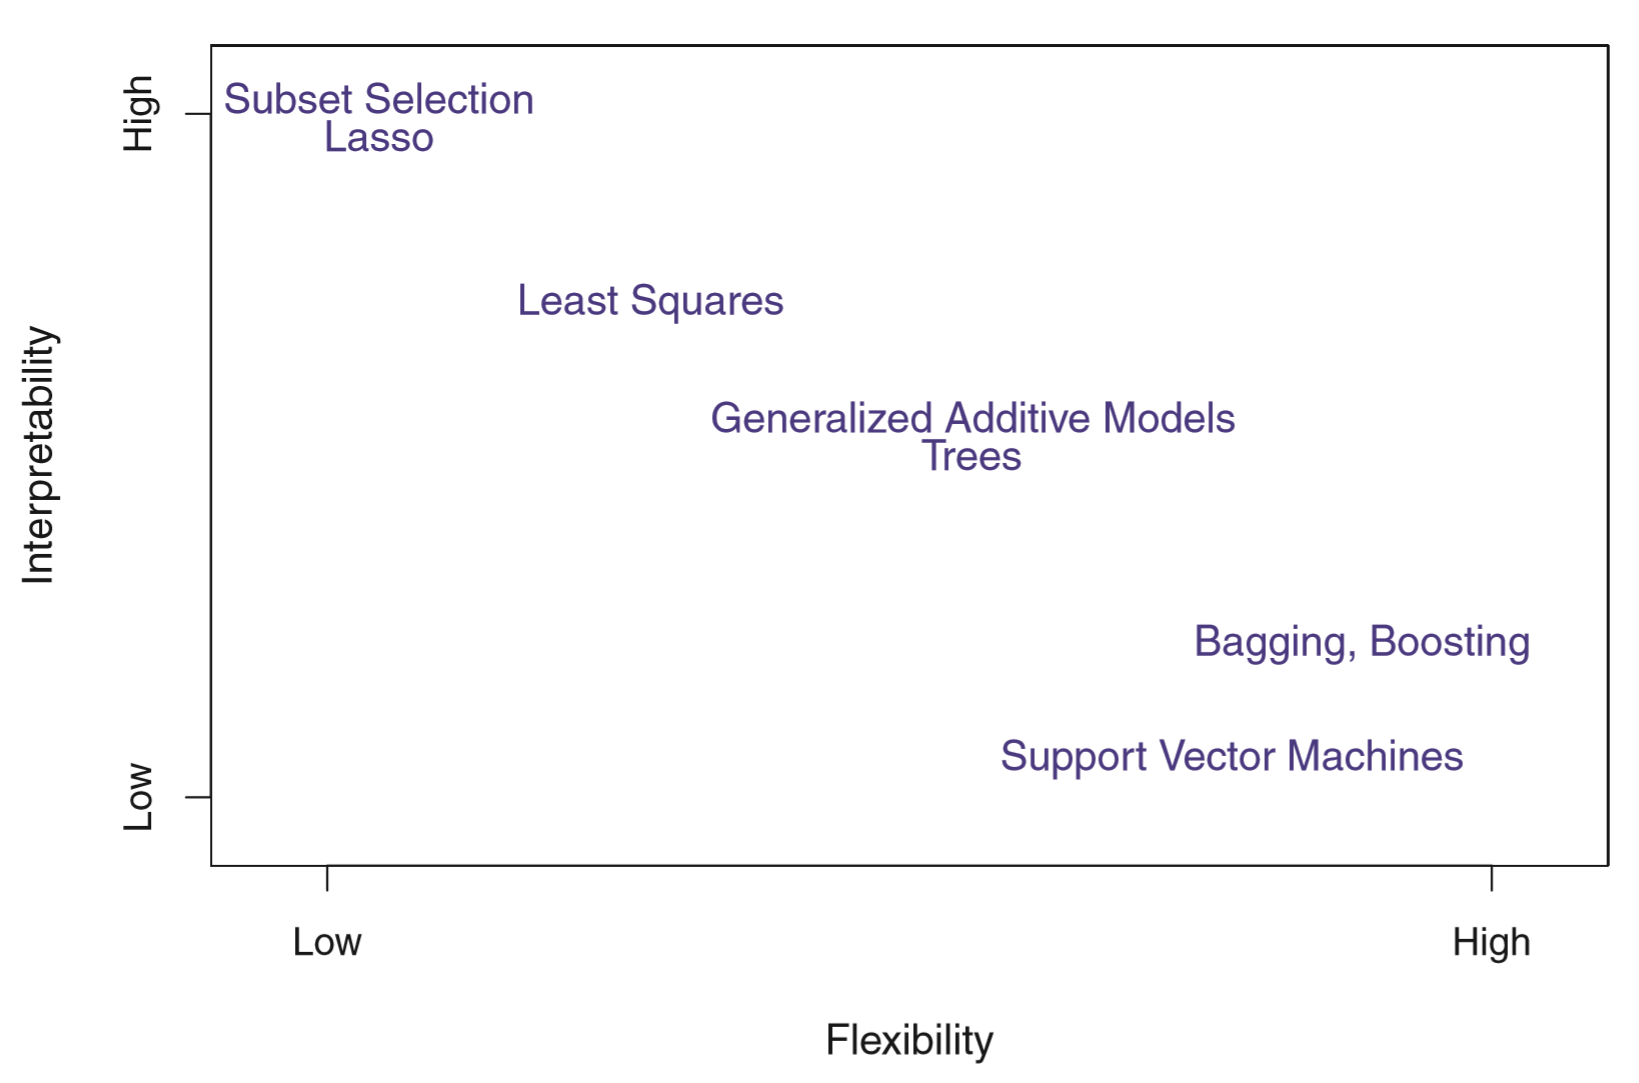 High
Subset Selection
Lasso
Least Squares
Interpretability
Generalized Additive Models
Trees
Bagging, Boosting
Support Vector Machines
Low
Low
High
Flexibility